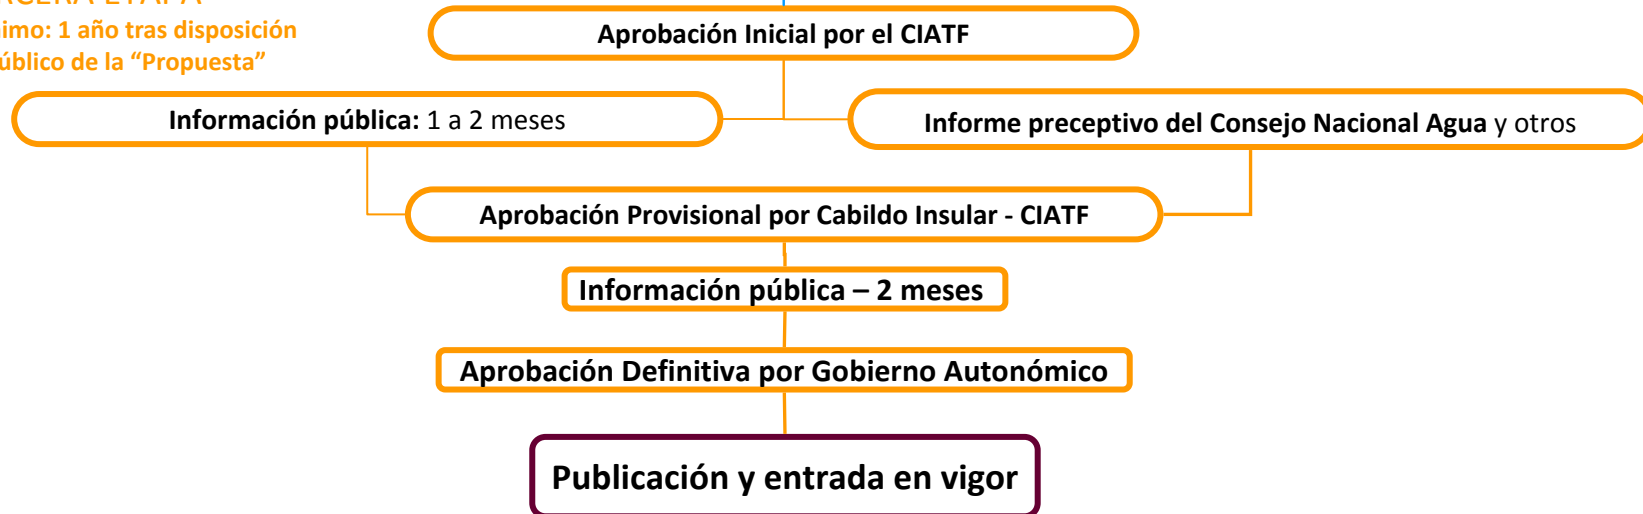 ETAPA
1 año tras disposición
de la “Propuesta”
Aprobación Inicial por el CIATF
Información pública: 1 a 2 meses
Informe preceptivo del Consejo Nacional Agua y otros
Aprobación Provisional por Cabildo Insular - CIATF
Información pública – 2 meses
Aprobación Definitiva por Gobierno Autonómico
Publicación y entrada en vigor